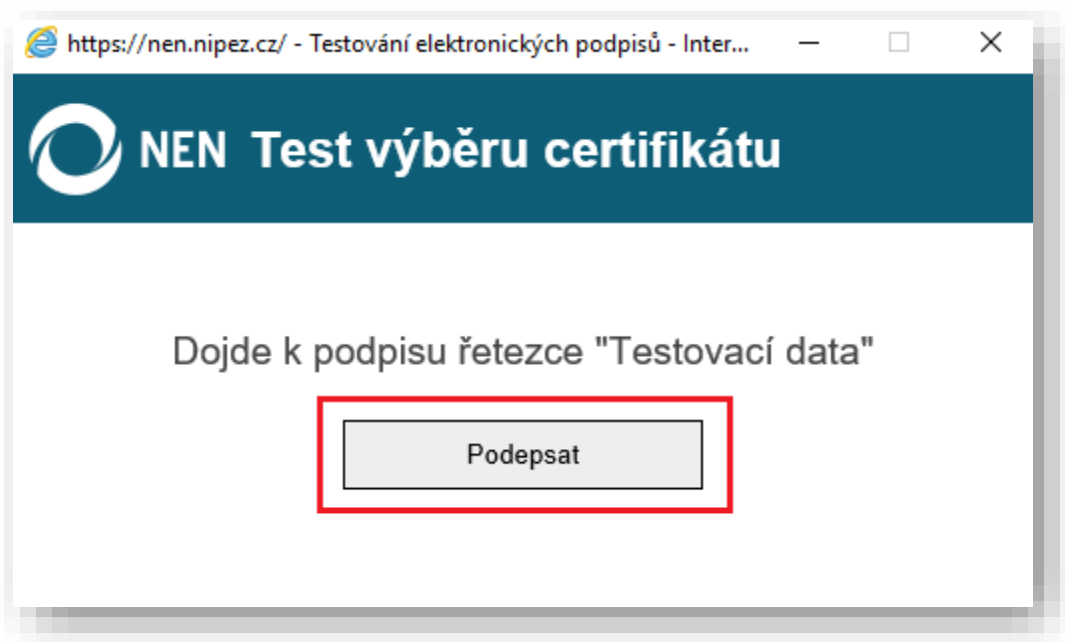 https://nen.nipez.cz/ - Testování elektronických podpisů - Inter...
NEN Test výběru certifikátu
Dojde k podpisu řetezce "Testovací data"
Podepsat